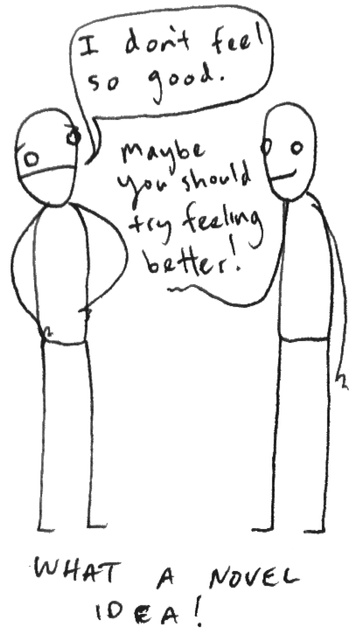 I don't feel
so good.
Maybe
you should
try feeling
better!
WHAT A NOVEL
IDEA!